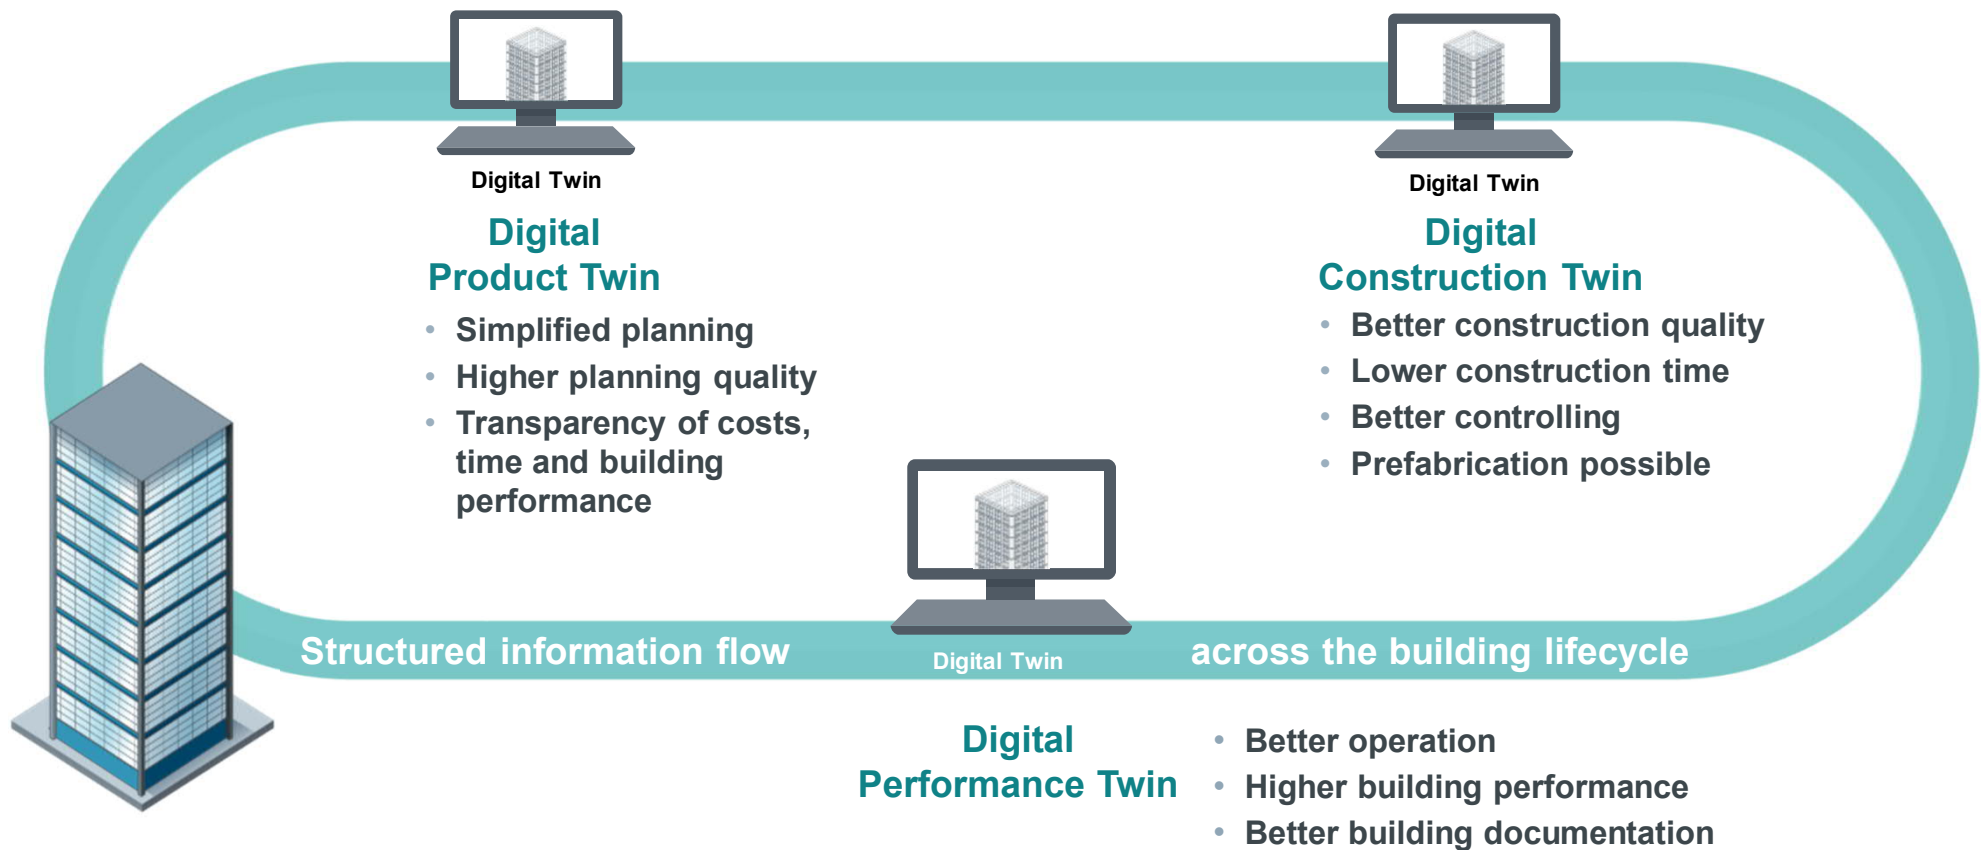 Digital Twin
Digital
Product Twin
• Simplified planning
• Higher planning quality
• Transparency of costs,
time and building
performance
Digital Twin
Digital
Construction Twin
• Better construction quality
• Lower construction time
• Better controlling
• Prefabrication possible
Structured information flow
Digital Twin
across the building lifecycle
Digital
Performance Twin
• Better operation
• Higher building performance
• Better building documentation